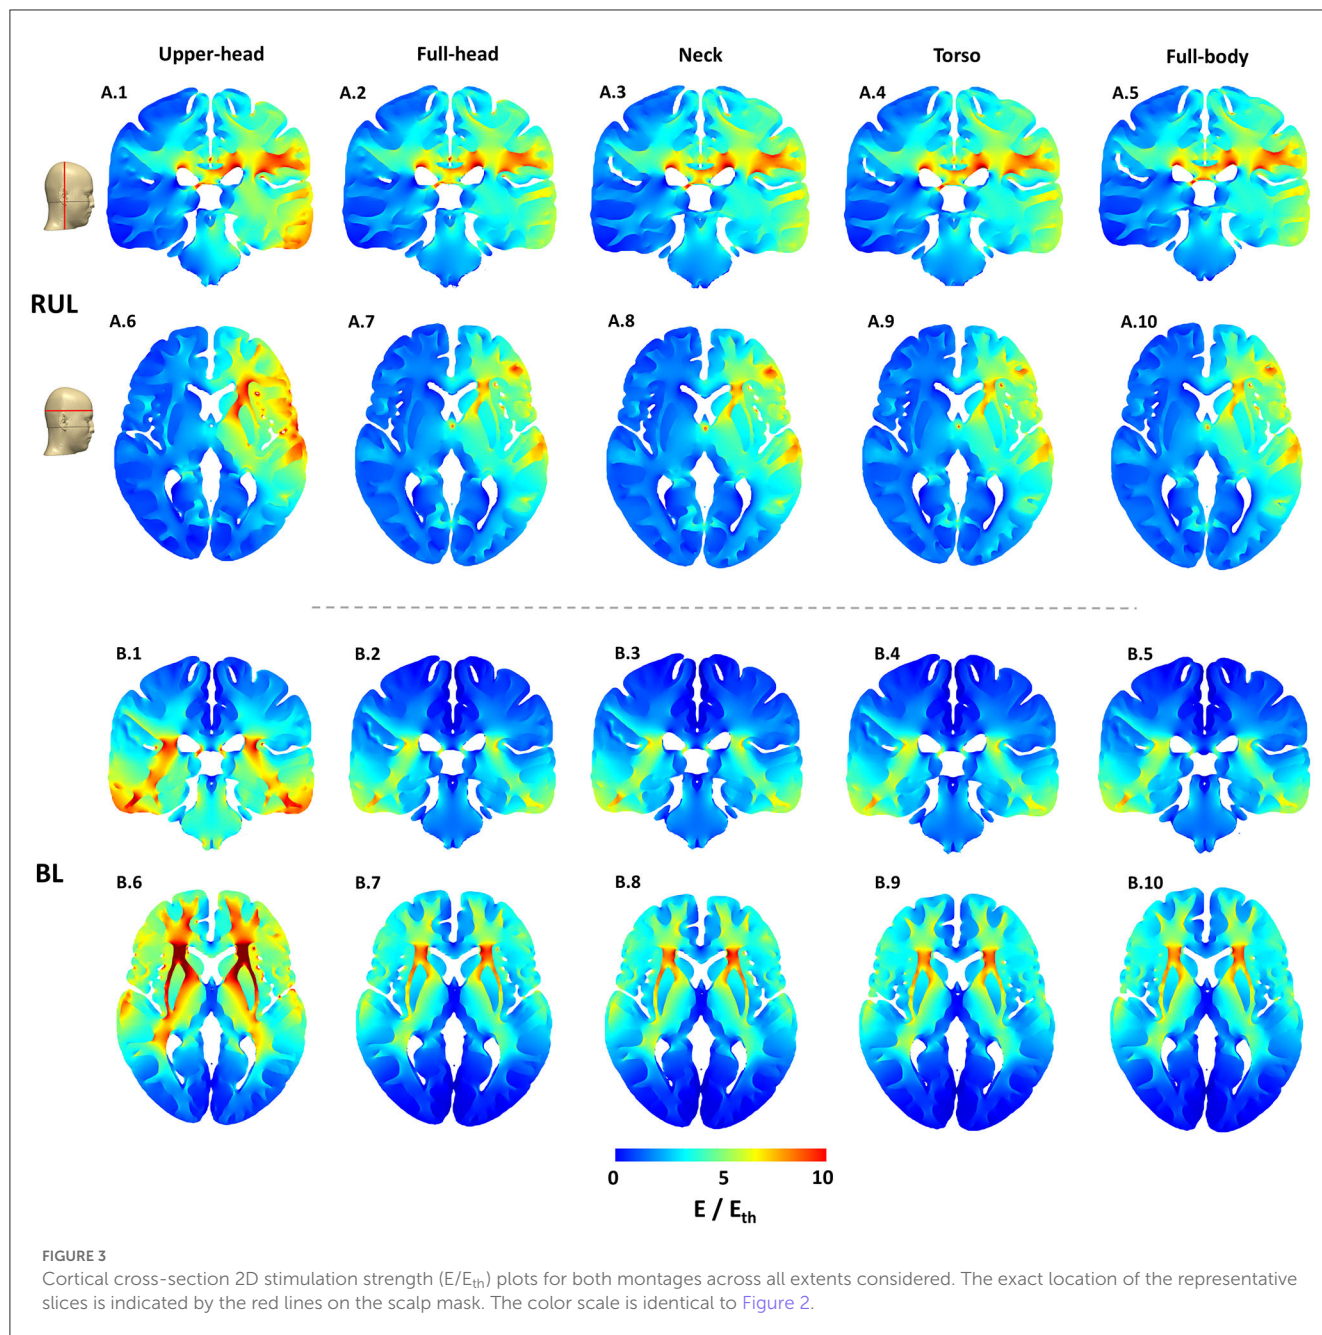 Upper-head Full-head Neck Torso Full-body
A.1 A.2 A.3 A.4 A.5
RUL
A.6 A.7 A.8 A.9 A.10
B.1 B.2 B.3 B.4 B.5
BL
B.6 B.7 B.8 B.9 B.10
0 5 10
E / Eth
FIGURE 3
Cortical cross-section 2D stimulation strength (E/Eth) plots for both montages across all extents considered. The exact location of the representative
slices is indicated by the red lines on the scalp mask. The color scale is identical to Figure 2.